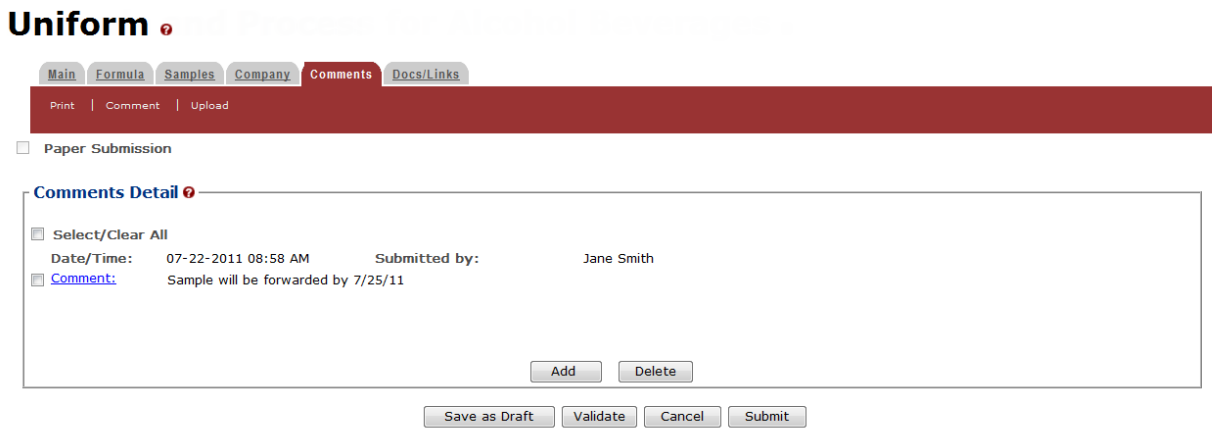 Uniform
Main Formula Samples Company Comments Docs/Links
Print | Comment | Upload
Paper Submission
Comments Detail
Select/Clear All
Date/Time: 07-22-2011 08:58 AM Submitted by: Jane Smith
Comment: Sample will be forwarded by 7/25/11
Add Delete
Save as Draft Validate Cancel Submit